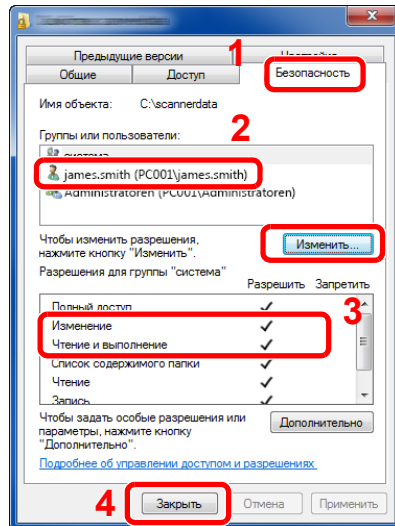 Предыдущие версии
1
Общие
Доступ
Безопасность
Имя объекта: C:\scannerdata
Группы или пользователи:
2
система
james.smith (PC001\james.smith)
Administratoren (PC001\Administratoren)
Чтобы изменить разрешения,
нажмите кнопку "Изменить".
Изменить...
Разрешения для группы "система"
Разрешить Запретить
3
Полный доступ
Изменение
Чтение и выполнение
Список содержимого папки
Чтение
Запись
Чтобы задать особые разрешения или
параметры, нажмите кнопку
"Дополнительно".
Дополнительно
Подробнее об управлении доступом и разрешениях
4
Закрыть
Отмена
Применить